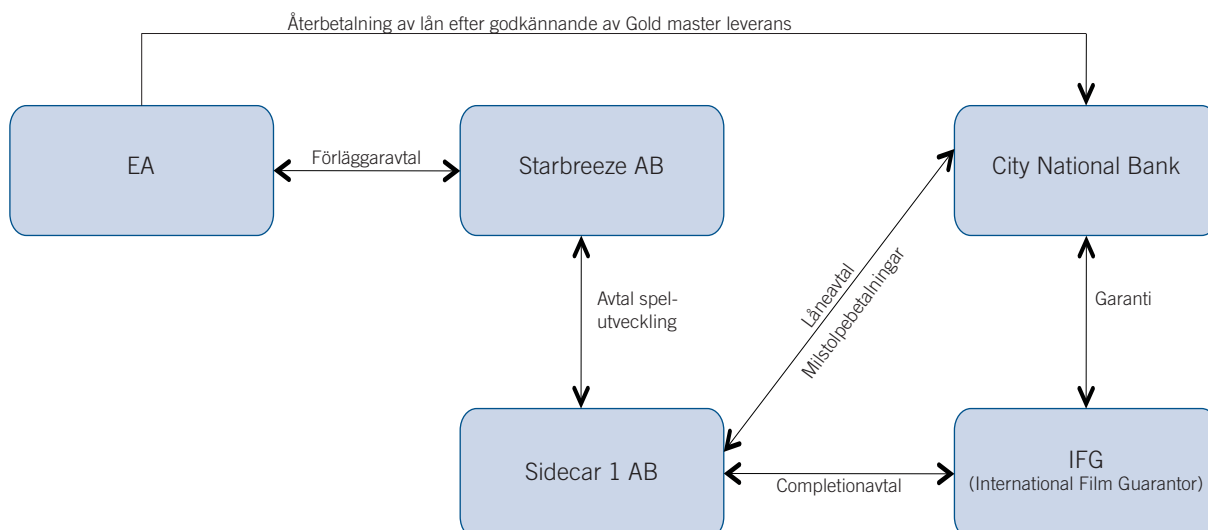 Återbetalning av lån efter godkännande av Gold master leverans
EA
Förläggaravtal
Starbreeze AB
City National Bank
Avtal spel-
utveckling
Låneavtal
Milstolpebetalningar
Garanti
Sidecar 1 AB
Completionavtal
IFG
(International Film Guarantor)